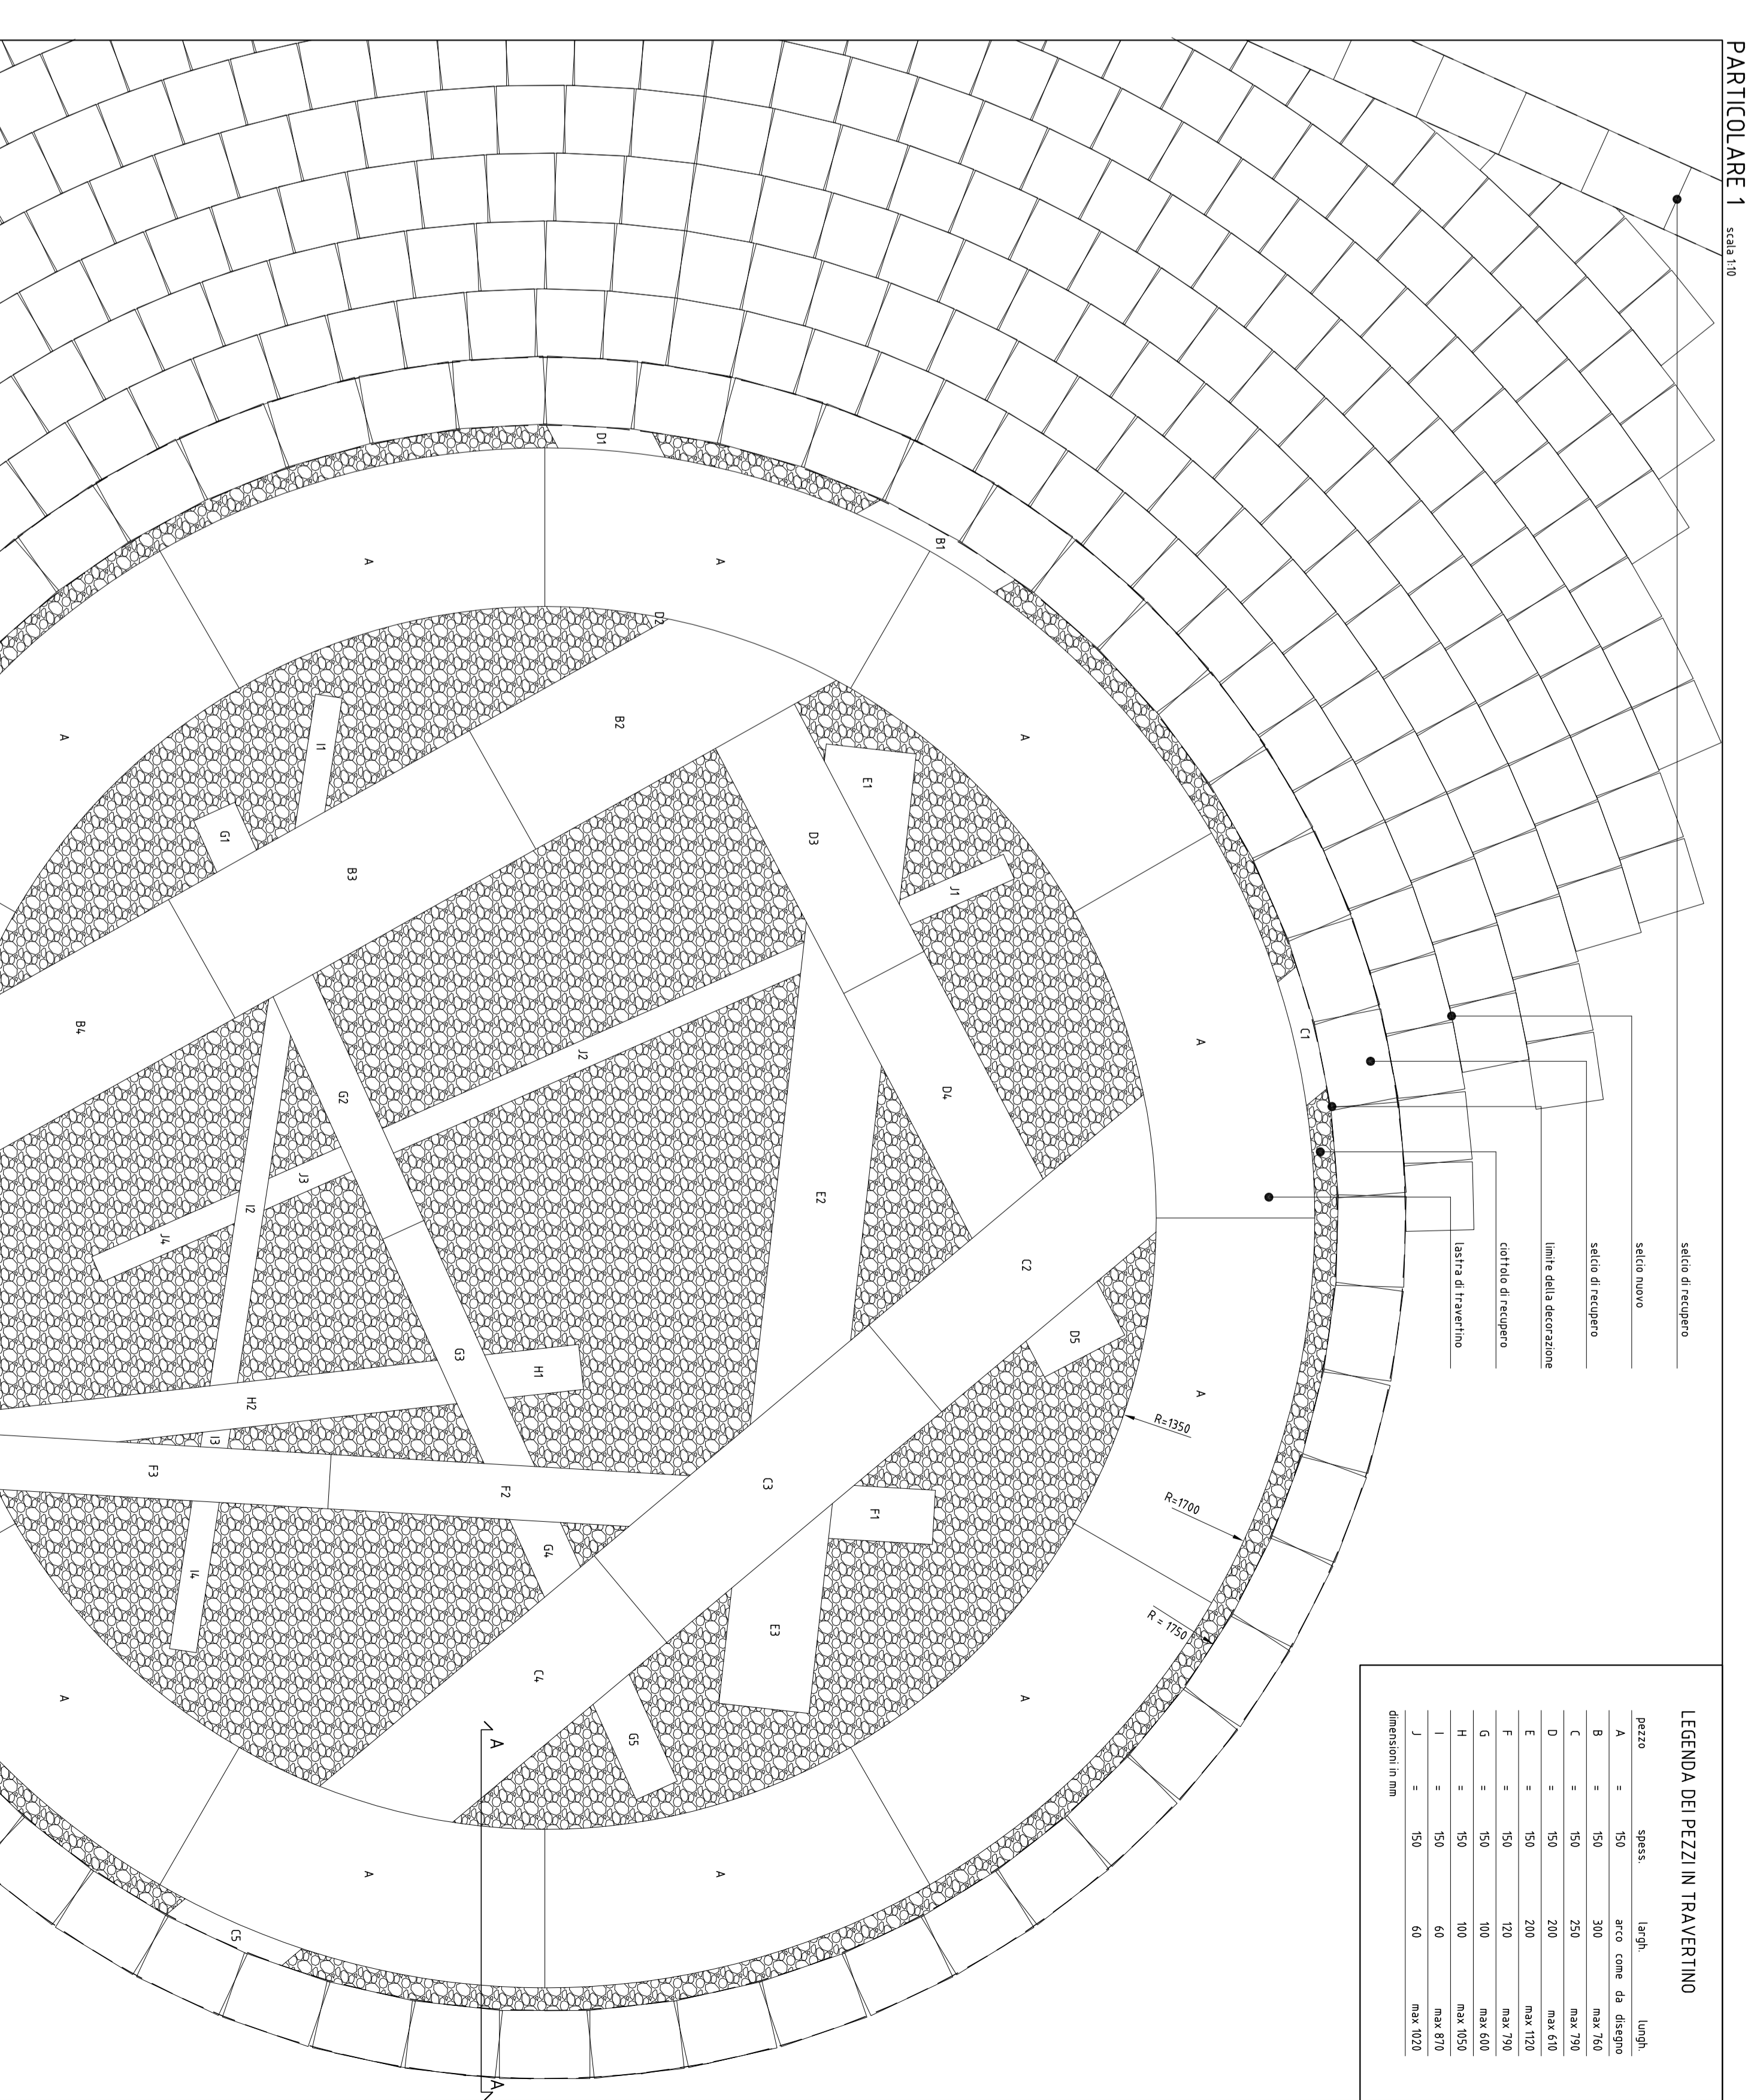 PARTICOLARE 1 scala 1:10
selcio di recupero
selcio nuovo
selcio di recupero
limite della decorazione
ciottolo di recupero
lastra di travertino
LEGENDA DEI PEZZI IN TRAVERTINO
pezzo spess. largh. lungh.
A = 150 arco come da disegno
B = 150 300 max 760
C = 150 250 max 790
D = 150 200 max 610
E = 150 200 max 1120
F = 150 120 max 790
G = 150 100 max 600
H = 150 100 max 1050
I = 150 60 max 870
J = 150 60 max 1020
dimensioni in mm
R=1350
R=1700
R = 1750
A
A
A
A
A
A
A
A
A
A
A
A
B1
B2
B3
B4
C1
C2
C3
C4
C5
D1
D2
D3
D4
D5
E1
E2
E3
F1
F2
F3
G1
G2
G3
G4
G5
H1
H2
I1
I2
I3
I4
J1
J2
J3
J4